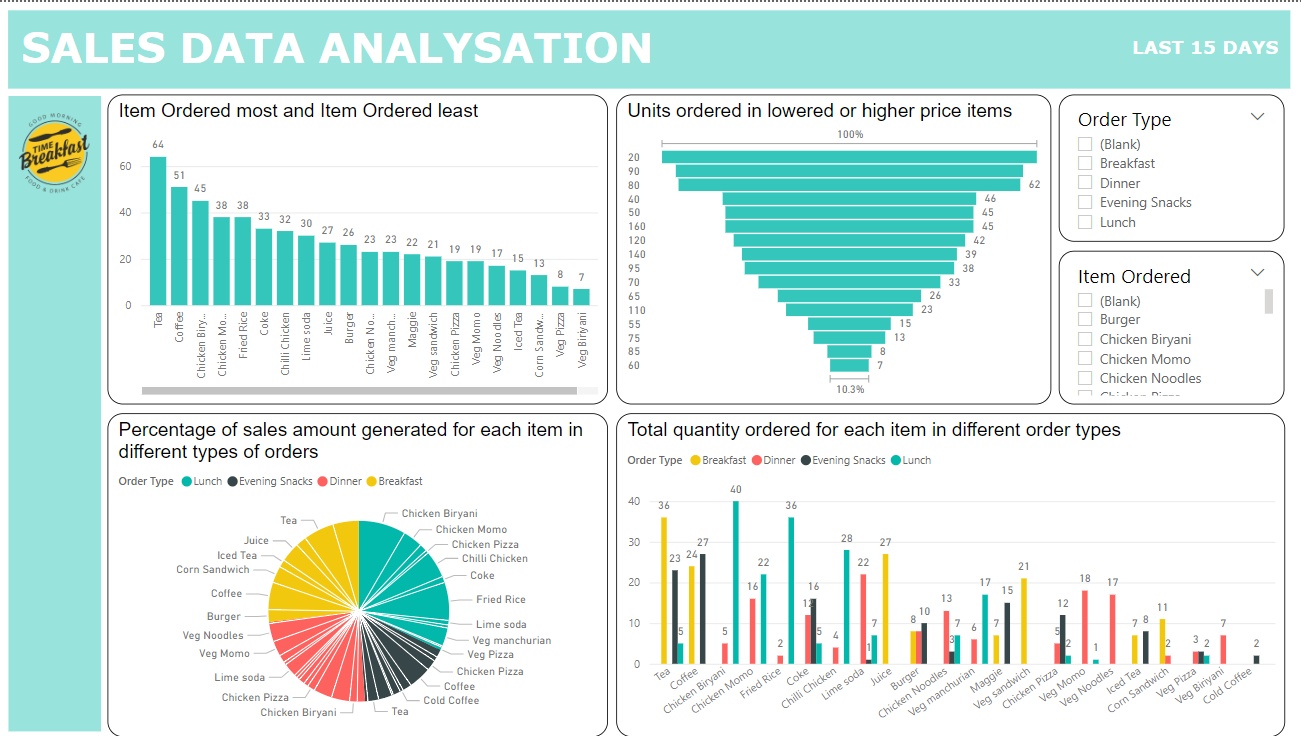 SALES DATA ANALYSATION
LAST 15 DAYS
GOOD MORNING
TIME
Breakfast
FOOD & DRINK CAFE
Item Ordered most and Item Ordered least
64
51
45
38
38
33
32
30
27
26
23
23
22
21
19
19
17
15
13
8
7
60
40
20
0
Tea
Coffee
Chicken Biry...
Chicken Mo...
Fried Rice
Coke
Chilli Chicken
Lime soda
Juice
Burger
Chicken No...
Veg manch...
Maggie
Veg sandwich
Chicken Pizza
Veg Momo
Veg Noodles
Iced Tea
Corn Sandw...
Veg Pizza
Veg Biriyani
Units ordered in lowered or higher price items
100%
20
90
80 62
40 46
50 45
160 45
120 42
140 39
95 38
70 33
65 26
110 23
55 15
75 13
85 8
60 7
10.3%
Order Type
(Blank)
Breakfast
Dinner
Evening Snacks
Lunch
Item Ordered
(Blank)
Burger
Chicken Biryani
Chicken Momo
Chicken Noodles
Chicken Pizza
Percentage of sales amount generated for each item in
different types of orders
Order Type Lunch Evening Snacks Dinner Breakfast
Chicken Biryani
Chicken Momo
Chicken Pizza
Chilli Chicken
Coke
Fried Rice
Lime soda
Veg manchurian
Veg Pizza
Chicken Pizza
Coffee
Cold Coffee
Tea
Chicken Biryani
Chicken Pizza
Lime soda
Veg Momo
Veg Noodles
Burger
Coffee
Corn Sandwich
Iced Tea
Juice
Tea
Total quantity ordered for each item in different order types
Order Type Breakfast Dinner Evening Snacks Lunch
40
30
20
10
0
36
23
5
24
27
5
40
16
22
2
36
12
16
5
4
28
22
1
7
27
8
8
10
13
3
7
6
17
7
15
21
5
12
2
18
1
17
7
8
11
2
3
3
2
7
2
Tea
Coffee
Chicken Biryani
Chicken Momo
Fried Rice
Coke
Chilli Chicken
Lime soda
Juice
Burger
Chicken Noodles
Veg manchurian
Maggie
Veg sandwich
Chicken Pizza
Veg Momo
Veg Noodles
Iced Tea
Corn Sandwich
Veg Pizza
Veg Biriyani
Cold Coffee